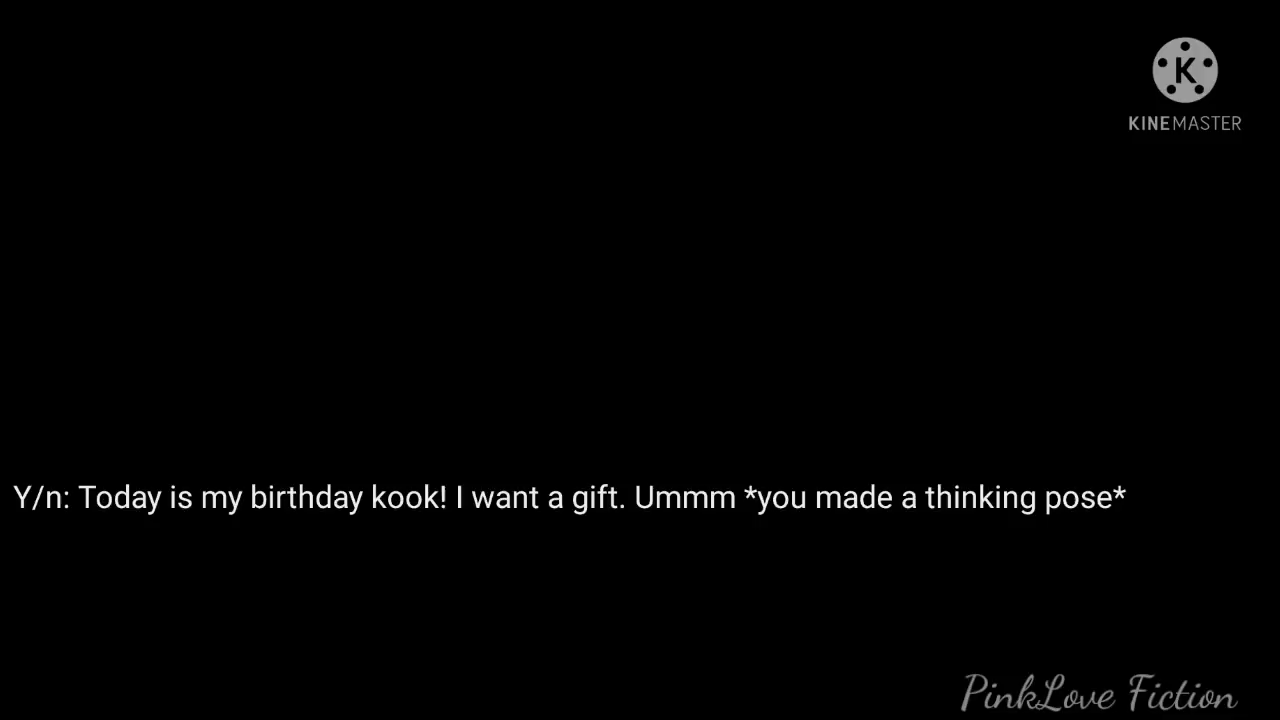 K
KINEMASTER
Y/n: Today is my birthday kook! I want a gift. Ummm *you made a thinking pose*
PinkLove Fiction